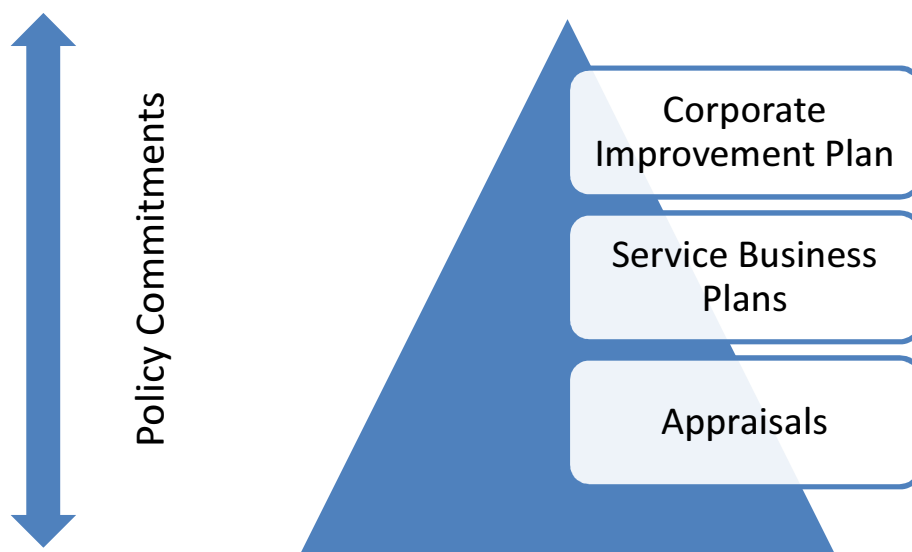 Policy Commitments
Corporate
Improvement Plan
Service Business
Plans
Appraisals